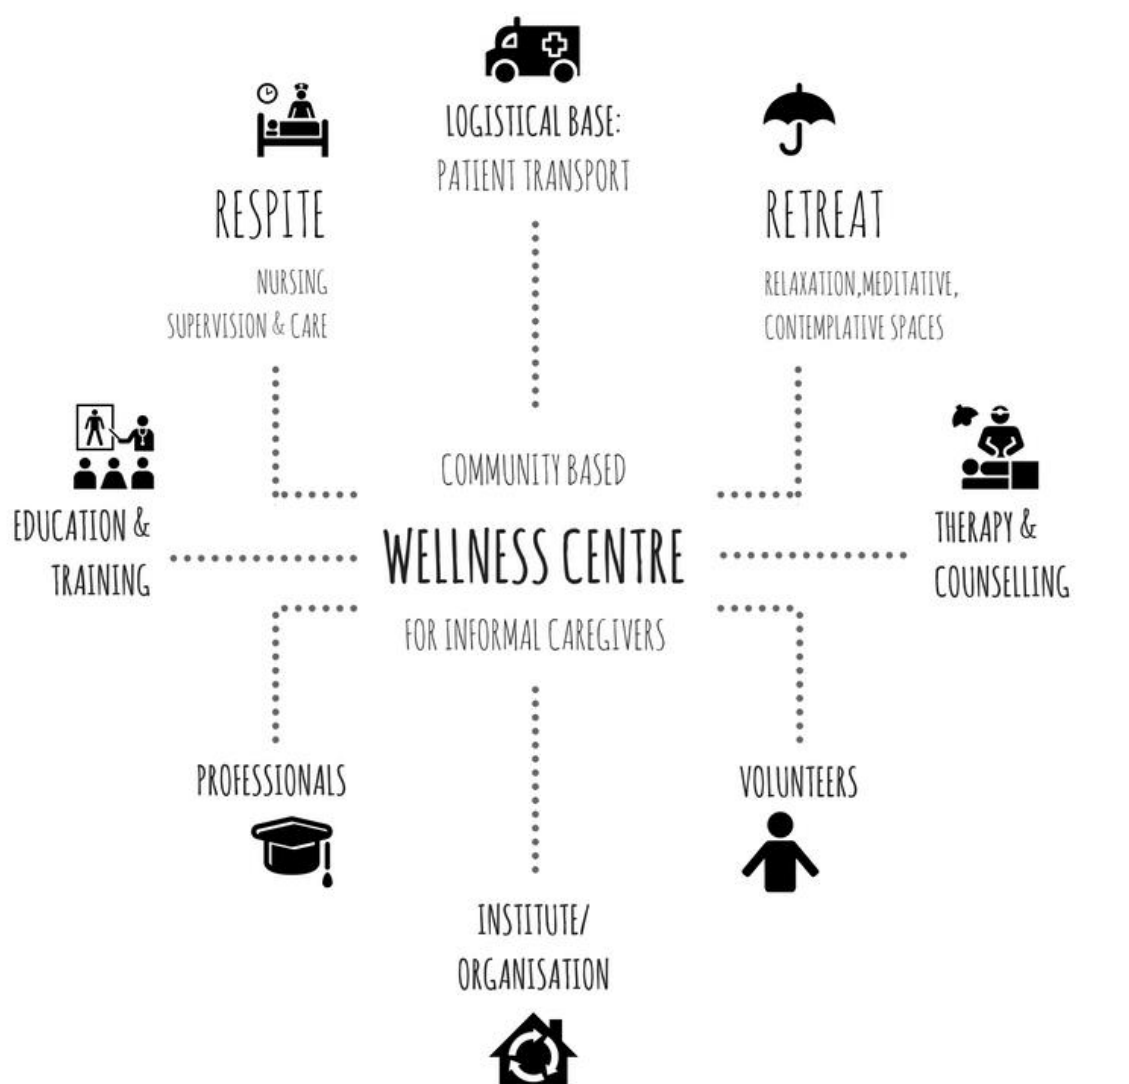 LOGISTICAL BASE:
PATIENT TRANSPORT
RESPITE
NURSING
SUPERVISION & CARE
RETREAT
RELAXATION,MEDITATIVE,
CONTEMPLATIVE SPACES
EDUCATION &
TRAINING
COMMUNITY BASED
WELLNESS CENTRE
FOR INFORMAL CAREGIVERS
THERAPY &
COUNSELLING
PROFESSIONALS
VOLUNTEERS
INSTITUTE/
ORGANISATION